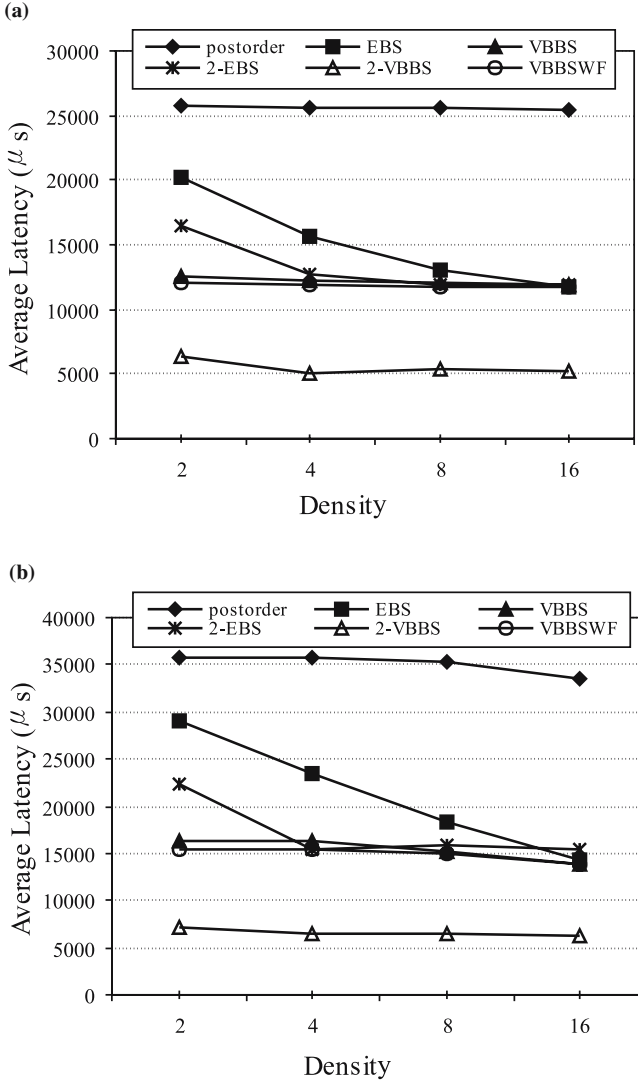 (a)
postorder EBS VBBS
2-EBS 2-VBBS VBBSWF
30000
25000
20000
15000
10000
5000
0
Average Latency (μ s)
2 4 8 16
Density
(b)
postorder EBS VBBS
2-EBS 2-VBBS VBBSWF
40000
35000
30000
25000
20000
15000
10000
5000
0
Average Latency (μ s)
2 4 8 16
Density